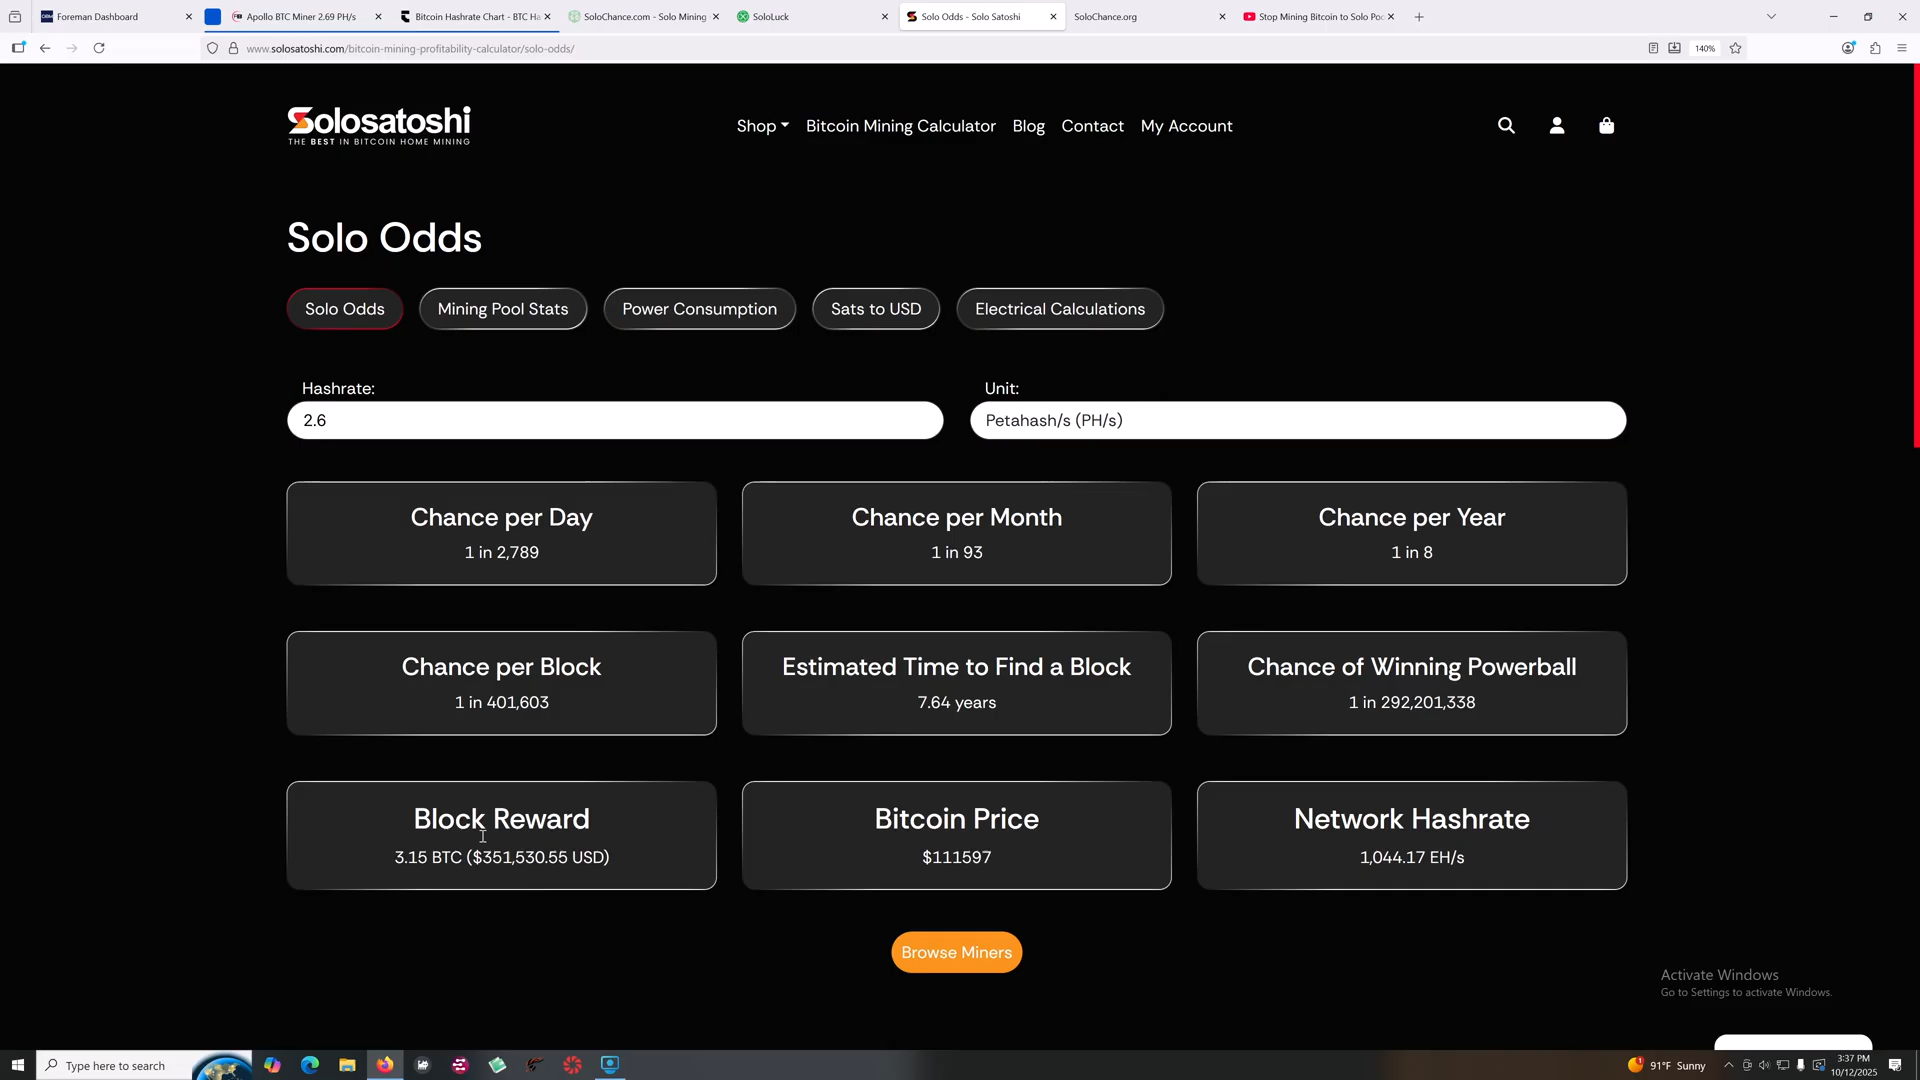 Foreman Dashboard
Apollo BTC Miner 2.69 PH/s
Bitcoin Hashrate Chart - BTC Ha
SoloChance.com - Solo Mining
SoloLuck
Solo Odds - Solo Satoshi
SoloChance.org
Stop Mining Bitcoin to Solo Poo
www.solosatoshi.com/bitcoin-mining-profitability-calculator/solo-odds/
140%
Solosatoshi
THE BEST IN BITCOIN HOME MINING
Shop
Bitcoin Mining Calculator
Blog
Contact
My Account
Solo Odds
Solo Odds
Mining Pool Stats
Power Consumption
Sats to USD
Electrical Calculations
Hashrate:
Unit:
2.6
Petahash/s (PH/s)
Chance per Day
1 in 2,789
Chance per Month
1 in 93
Chance per Year
1 in 8
Chance per Block
1 in 401,603
Estimated Time to Find a Block
7.64 years
Chance of Winning Powerball
1 in 292,201,338
Block Reward
3.15 BTC ($351,530.55 USD)
Bitcoin Price
$111597
Network Hashrate
1,044.17 EH/s
Browse Miners
Activate Windows
Go to Settings to activate Windows.
Type here to search
91°F Sunny
3:37 PM
10/12/2025